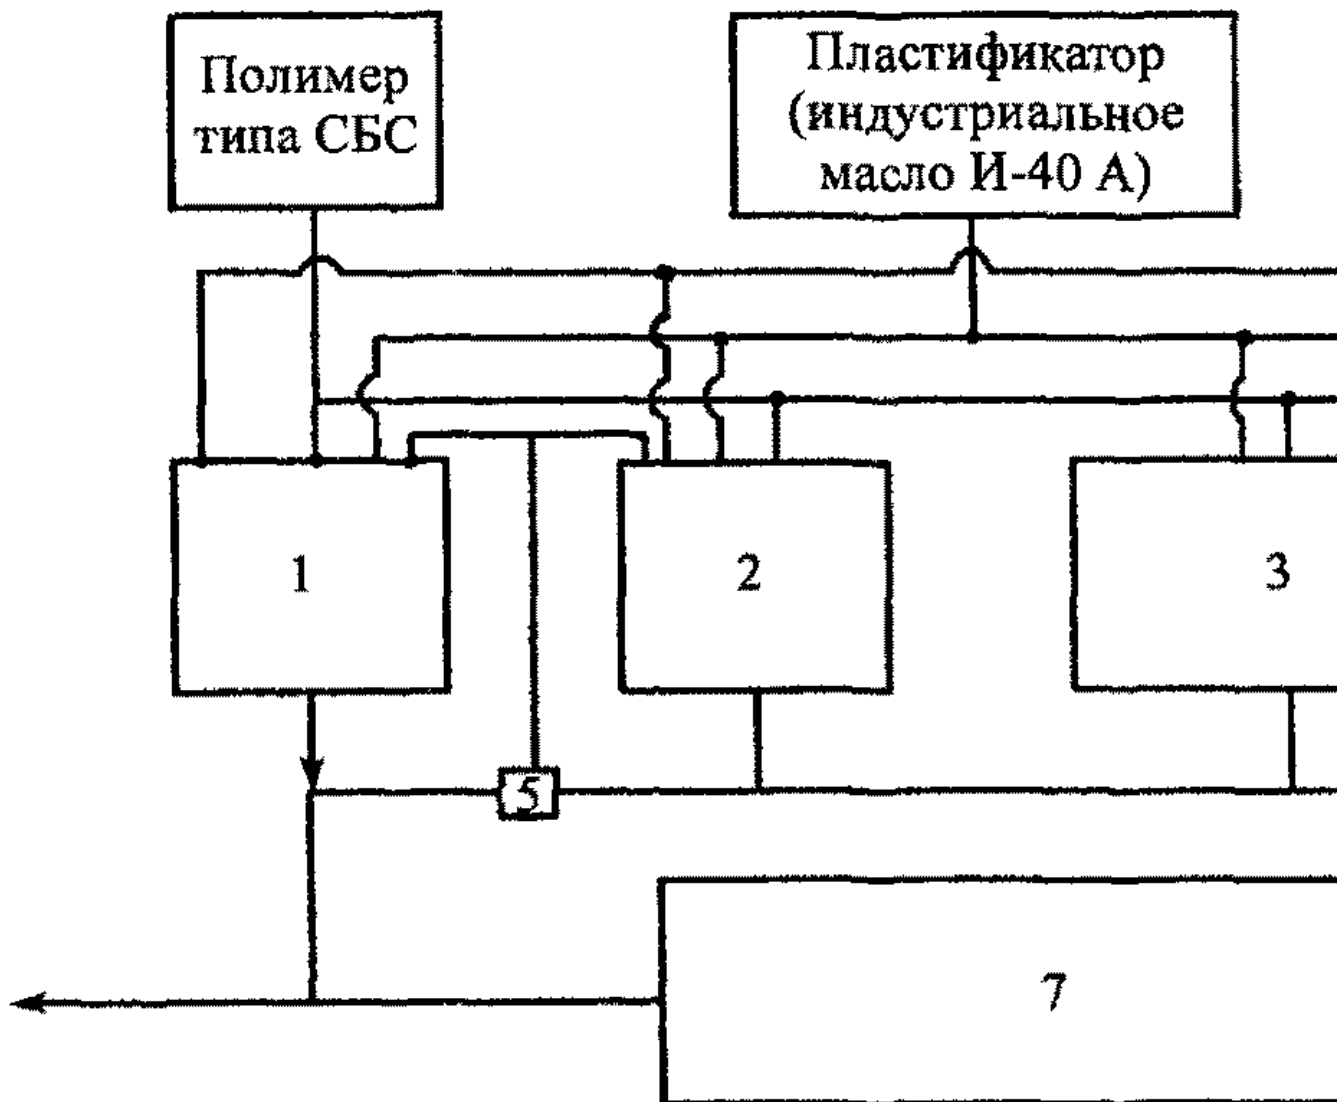 Полимер
типа СБС
Пластификатор
(индустриальное
масло И-40 А)
1
2
3
5
7